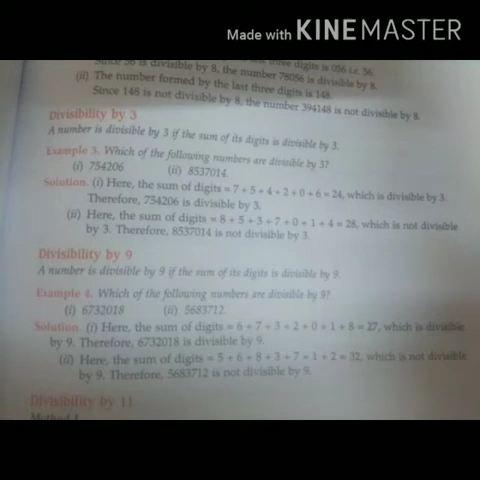 Made with KINEMASTER
three digits is 056 i.e. 56.
Since 56 is divisible by 8, the number 78056 is divisible by 8.
(ii) The number formed by the last three digits is 148.
Since 148 is not divisible by 8, the number 394148 is not divisible by 8.
Divisibility by 3
A number is divisible by 3 if the sum of its digits is divisible by 3.
Example 3. Which of the following numbers are divisible by 3?
(i) 754206 (ii) 8537014
Solution. (i) Here, the sum of digits = 7 + 5 + 4 + 2 + 0 + 6 = 24, which is divisible by 3.
Therefore, 754206 is divisible by 3.
(ii) Here, the sum of digits = 8 + 5 + 3 + 7 + 0 + 1 + 4 = 28, which is not divisible
by 3. Therefore, 8537014 is not divisible by 3.
Divisibility by 9
A number is divisible by 9 if the sum of its digits is divisible by 9.
Example 4. Which of the following numbers are divisible by 9?
(i) 6732018 (ii) 5683712
Solution. (i) Here, the sum of digits = 6 + 7 + 3 + 2 + 0 + 1 + 8 = 27, which is divisible
by 9. Therefore, 6732018 is divisible by 9.
(ii) Here, the sum of digits = 5 + 6 + 8 + 3 + 7 + 1 + 2 = 32, which is not divisible
by 9. Therefore, 5683712 is not divisible by 9.
Divisibility by 11